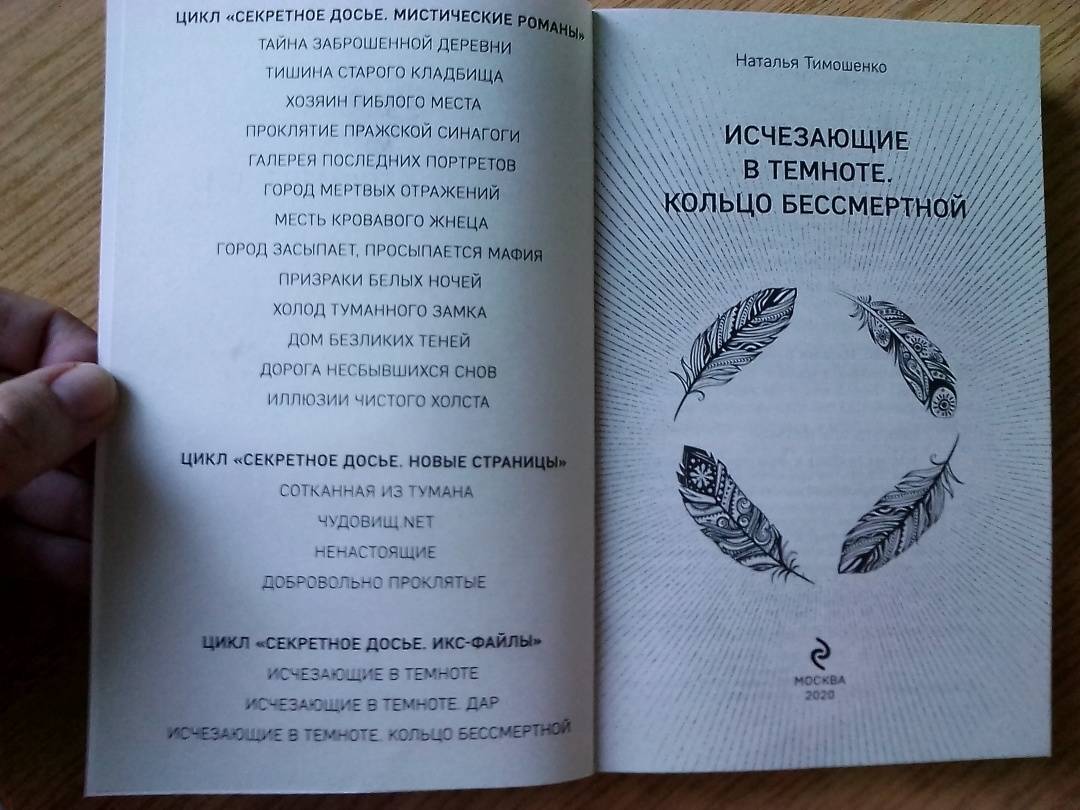 ЦИКЛ «СЕКРЕТНОЕ ДОСЬЕ. МИСТИЧЕСКИЕ РОМАНЫ»
ТАЙНА ЗАБРОШЕННОЙ ДЕРЕВНИ
ТИШИНА СТАРОГО КЛАДБИЩА
ХОЗЯИН ГИБЛОГО МЕСТА
ПРОКЛЯТИЕ ПРАЖСКОЙ СИНАГОГИ
ГАЛЕРЕЯ ПОСЛЕДНИХ ПОРТРЕТОВ
ГОРОД МЕРТВЫХ ОТРАЖЕНИЙ
МЕСТЬ КРОВАВОГО ЖНЕЦА
ГОРОД ЗАСЫПАЕТ, ПРОСЫПАЕТСЯ МАФИЯ
ПРИЗРАКИ БЕЛЫХ НОЧЕЙ
ХОЛОД ТУМАННОГО ЗАМКА
ДОМ БЕЗЛИКИХ ТЕНЕЙ
ДОРОГА НЕСБЫВШИХСЯ СНОВ
ИЛЛЮЗИИ ЧИСТОГО ХОЛСТА
ЦИКЛ «СЕКРЕТНОЕ ДОСЬЕ. НОВЫЕ СТРАНИЦЫ»
СОТКАННАЯ ИЗ ТУМАНА
ЧУДОВИЩ.NET
НЕНАСТОЯЩИЕ
ДОБРОВОЛЬНО ПРОКЛЯТЫЕ
ЦИКЛ «СЕКРЕТНОЕ ДОСЬЕ. ИКС-ФАЙЛЫ»
ИСЧЕЗАЮЩИЕ В ТЕМНОТЕ
ИСЧЕЗАЮЩИЕ В ТЕМНОТЕ. ДАР
ИСЧЕЗАЮЩИЕ В ТЕМНОТЕ. КОЛЬЦО БЕССМЕРТНОЙ
Наталья Тимошенко
ИСЧЕЗАЮЩИЕ
В ТЕМНОТЕ.
КОЛЬЦО БЕССМЕРТНОЙ
МОСКВА
2020